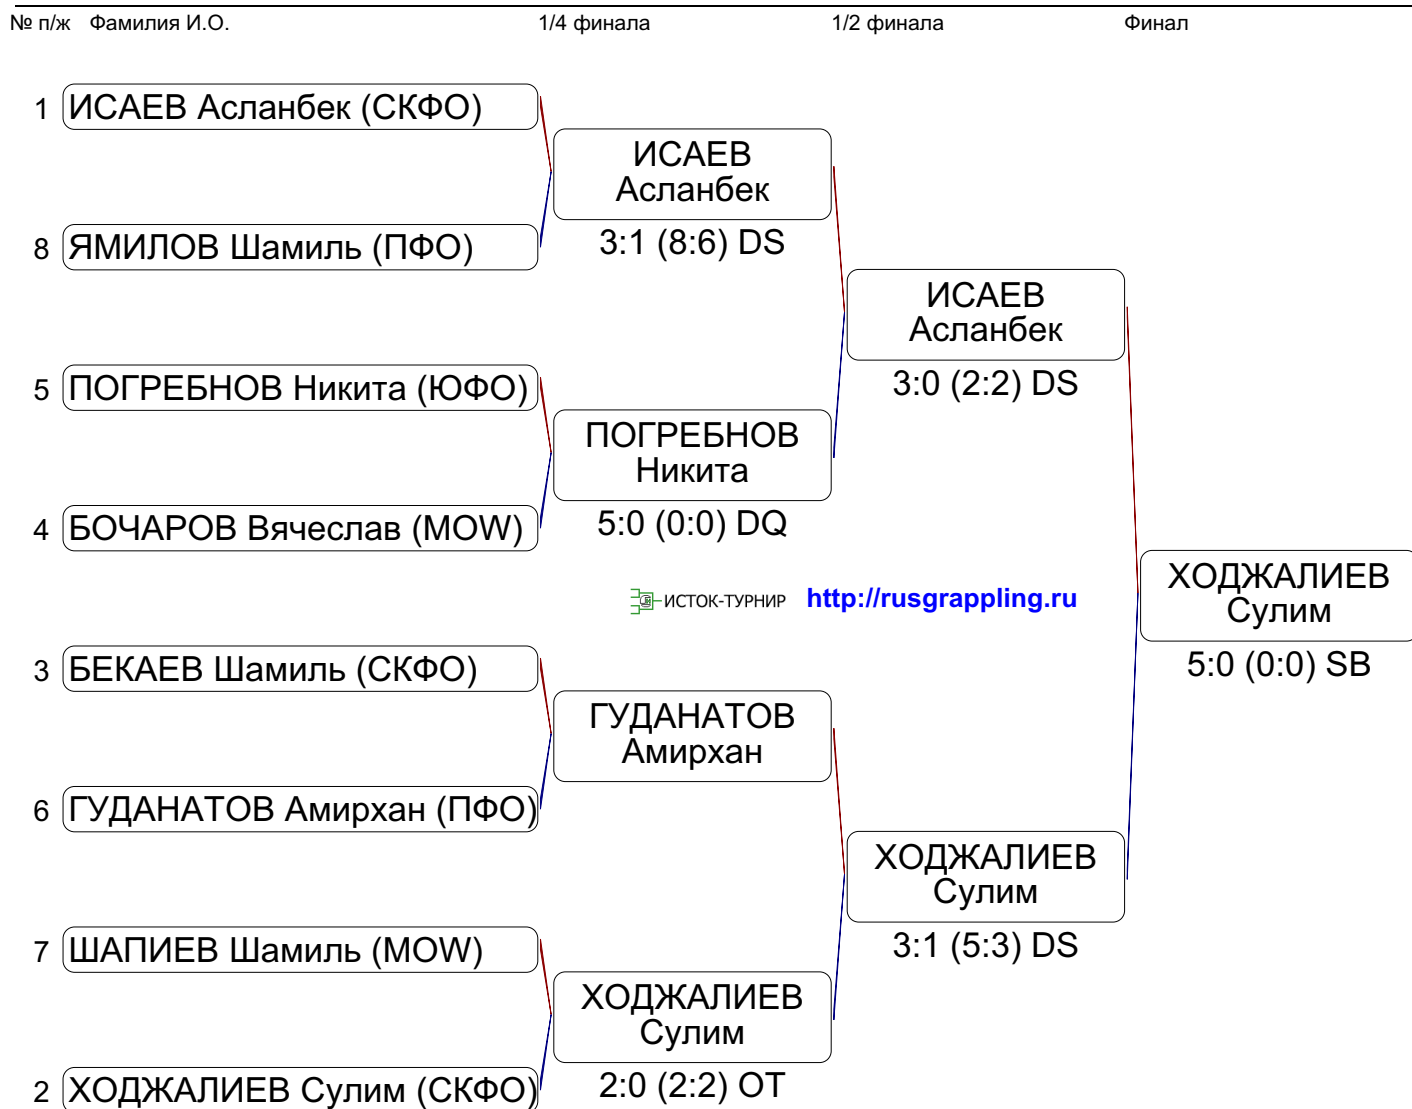 № п/ж Фамилия И.О. 1/4 финала 1/2 финала Финал
1 ИСАЕВ Асланбек (СКФО)
ИСАЕВ
Асланбек
3:1 (8:6) DS
8 ЯМИЛОВ Шамиль (ПФО)
ИСАЕВ
Асланбек
3:0 (2:2) DS
5 ПОГРЕБНОВ Никита (ЮФО)
ПОГРЕБНОВ
Никита
5:0 (0:0) DQ
4 БОЧАРОВ Вячеслав (MOW)
ИСТОК-ТУРНИР http://rusgrappling.ru
ХОДЖАЛИЕВ
Сулим
5:0 (0:0) SB
3 БЕКАЕВ Шамиль (СКФО)
ГУДАНАТОВ
Амирхан
6 ГУДАНАТОВ Амирхан (ПФО)
ХОДЖАЛИЕВ
Сулим
3:1 (5:3) DS
7 ШАПИЕВ Шамиль (MOW)
ХОДЖАЛИЕВ
Сулим
2:0 (2:2) OT
2 ХОДЖАЛИЕВ Сулим (СКФО)